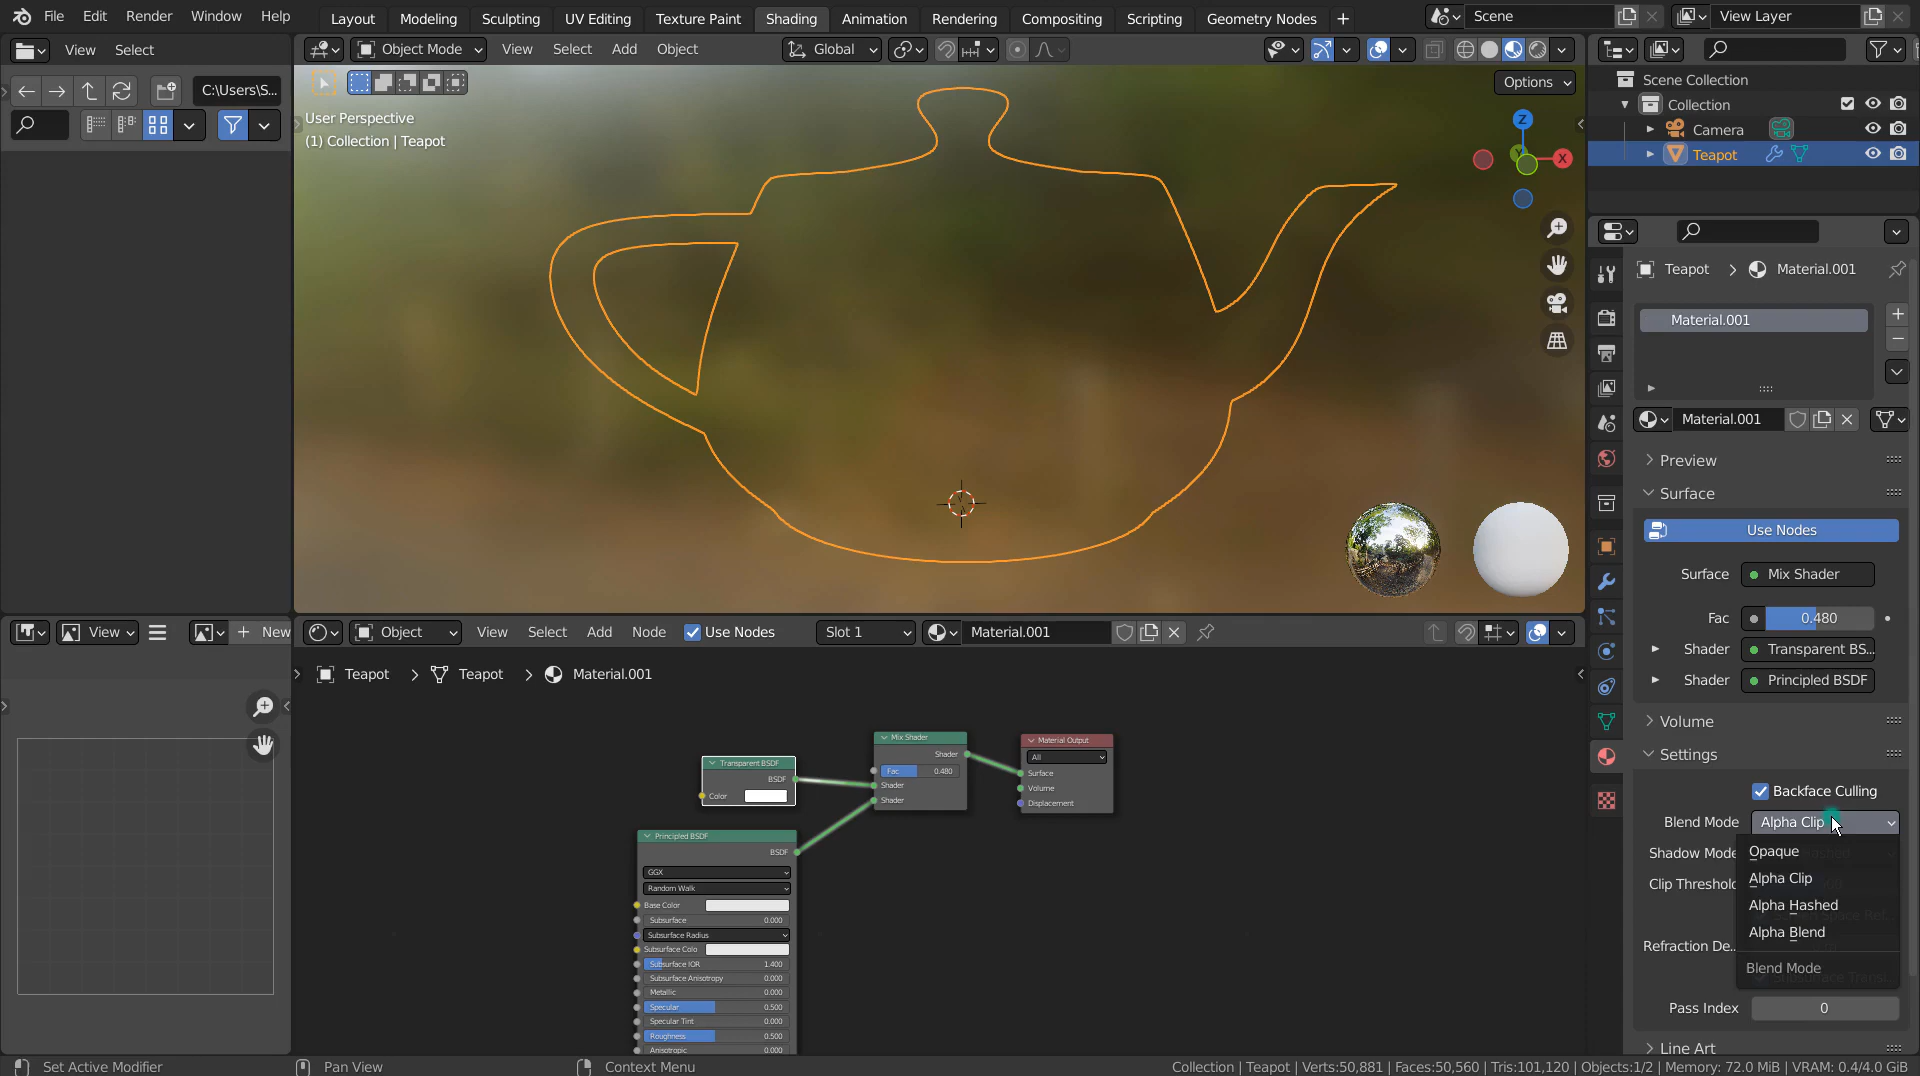 File Edit Render Window Help
Layout Modeling Sculpting UV Editing Texture Paint Shading Animation Rendering Compositing Scripting Geometry Nodes +
Scene
View Layer
View Select
Object Mode View Select Add Object
Global
Options
C:\Users\S...
User Perspective
(1) Collection | Teapot
Z
Y
X
Scene Collection
Collection
Camera
Teapot
Teapot > Material.001
Material.001
Material.001
Preview
Surface
Use Nodes
Surface Mix Shader
Fac 0.480
Shader Transparent BS...
Shader Principled BSDF
Volume
Settings
Backface Culling
Blend Mode Alpha Clip
Shadow Mode
Clip Threshold
Opaque
Alpha Clip
Alpha Hashed
Alpha Blend
Blend Mode
Refraction De..
Pass Index 0
Line Art
View
New
Object View Select Add Node Use Nodes Slot 1 Material.001
Teapot > Teapot > Material.001
Transparent BSDF
BSDF
Color
Mix Shader
Shader
Fac 0.480
Shader
Shader
Material Output
All
Surface
Volume
Displacement
Principled BSDF
BSDF
GGX
Random Walk
Base Color
Subsurface 0.000
Subsurface Radius
Subsurface Colo
Subsurface IOR 1.400
Subsurface Anisotropy 0.000
Metallic 0.000
Specular 0.500
Specular Tint 0.000
Roughness 0.500
Anisotropic 0.000
Set Active Modifier
Pan View
Context Menu
Collection | Teapot | Verts:50,881 | Faces:50,560 | Tris:101,120 | Objects:1/2 | Memory: 72.0 MiB | VRAM: 0.4/4.0 GiB